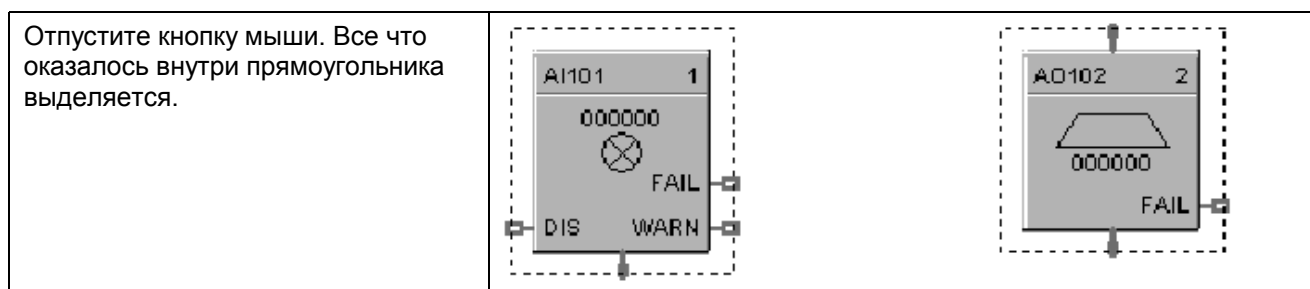 Отпустите кнопку мыши. Все что
оказалось внутри прямоугольника
выделяется.
AI101 1
000000
FAIL
DIS WARN
AO102 2
000000
FAIL